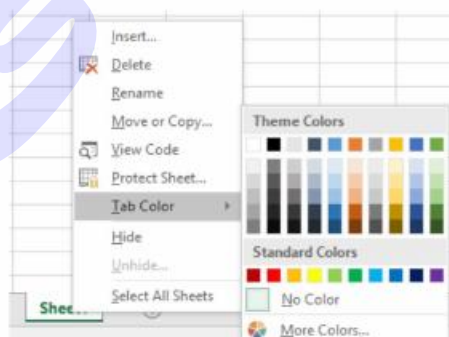 Insert...
Delete
Rename
Move or Copy...
View Code
Protect Sheet...
Tab Color
Hide
Unhide...
Select All Sheets
Theme Colors
Standard Colors
No Color
More Colors...